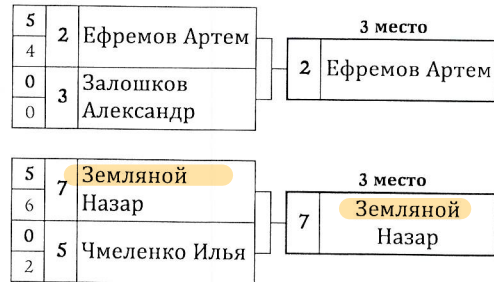 3 место
5
4
2
Ефремов Артем
2
Ефремов Артем
0
0
3
Залошков
Александр
3 место
5
6
7
Земляной
Назар
7
Земляной
Назар
0
2
5
Чмеленко Илья